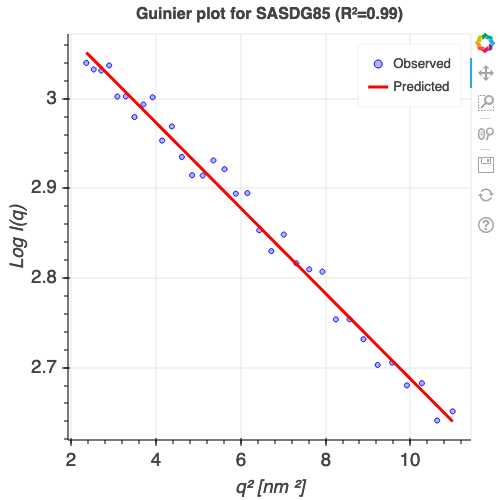 Guinier plot for SASDG85 (R²=0.99)
Observed
Predicted
3
2.9
2.8
2.7
Log I(q)
2
4
6
8
10
q² [nm ²]